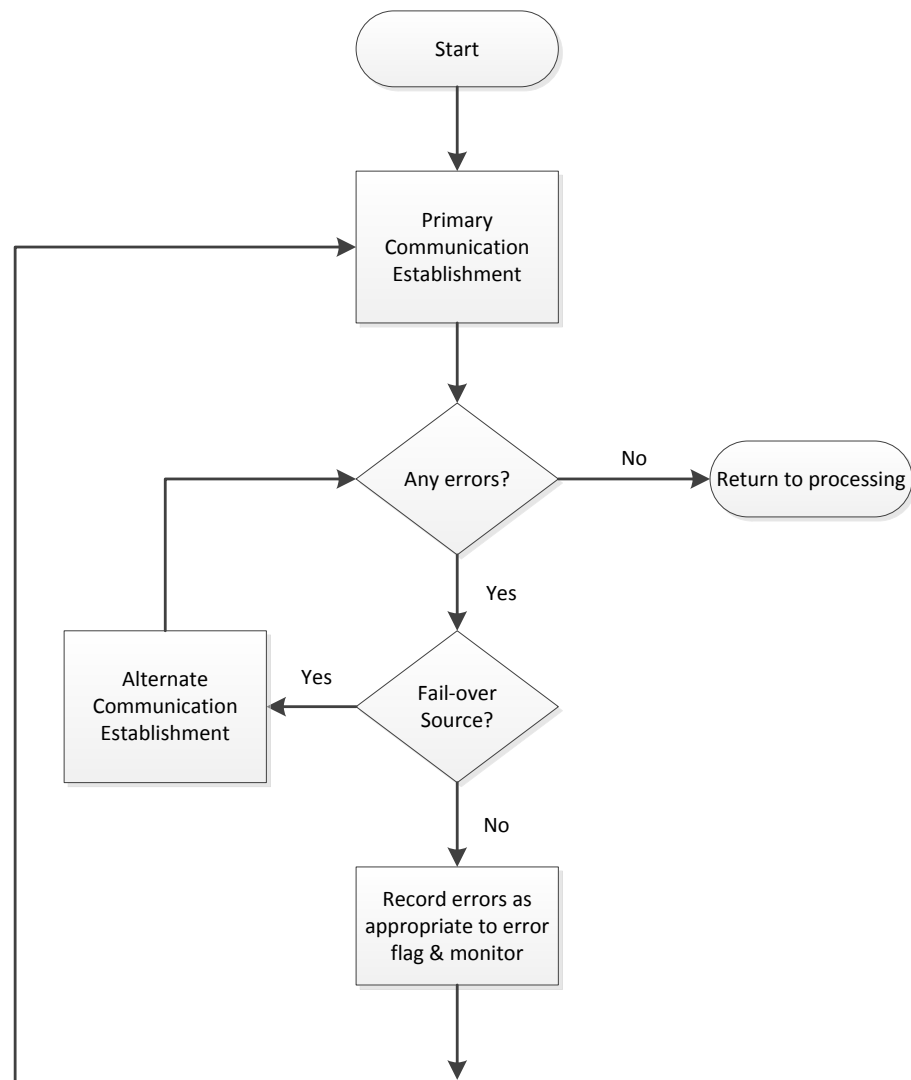 Start
Primary
Communication
Establishment
Any errors?
No
Return to processing
Yes
Alternate
Communication
Establishment
Yes
Fail-over
Source?
No
Record errors as
appropriate to error
flag & monitor